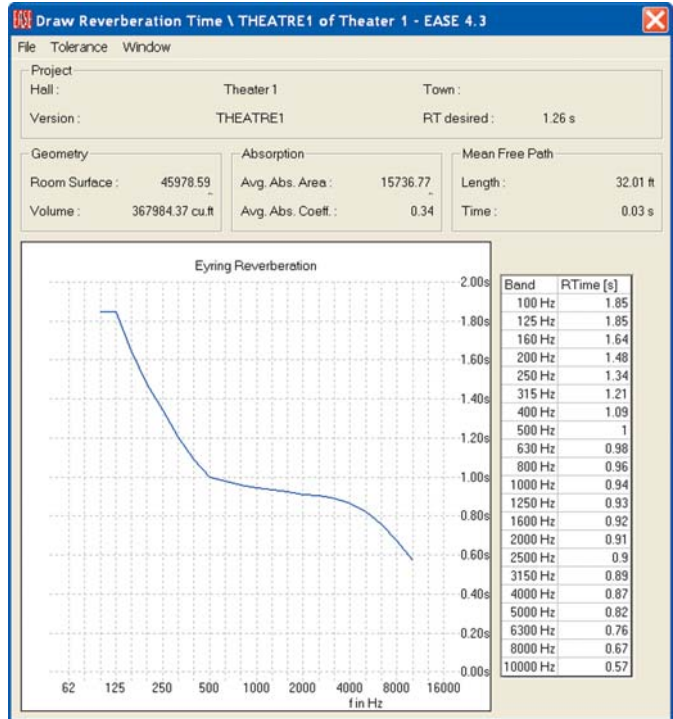 EASE Draw Reverberation Time \ THEATRE1 of Theater 1 - EASE 4.3
File Tolerance Window
Project
Hall : Theater 1 Town :
Version : THEATRE1 RT desired : 1.26 s
Geometry Absorption Mean Free Path
Room Surface : 45978.59 Avg. Abs. Area : 15736.77 Length : 32.01 ft
Volume : 367984.37 cu.ft Avg. Abs. Coeff. : 0.34 Time : 0.03 s
Eyring Reverberation
2.00s
1.80s
1.60s
1.40s
1.20s
1.00s
0.80s
0.60s
0.40s
0.20s
0.00s
62 125 250 500 1000 2000 4000 8000 16000
f in Hz
Band RTime [s]
100 Hz 1.85
125 Hz 1.85
160 Hz 1.64
200 Hz 1.48
250 Hz 1.34
315 Hz 1.21
400 Hz 1.09
500 Hz 1
630 Hz 0.98
800 Hz 0.96
1000 Hz 0.94
1250 Hz 0.93
1600 Hz 0.92
2000 Hz 0.91
2500 Hz 0.9
3150 Hz 0.89
4000 Hz 0.87
5000 Hz 0.82
6300 Hz 0.76
8000 Hz 0.67
10000 Hz 0.57